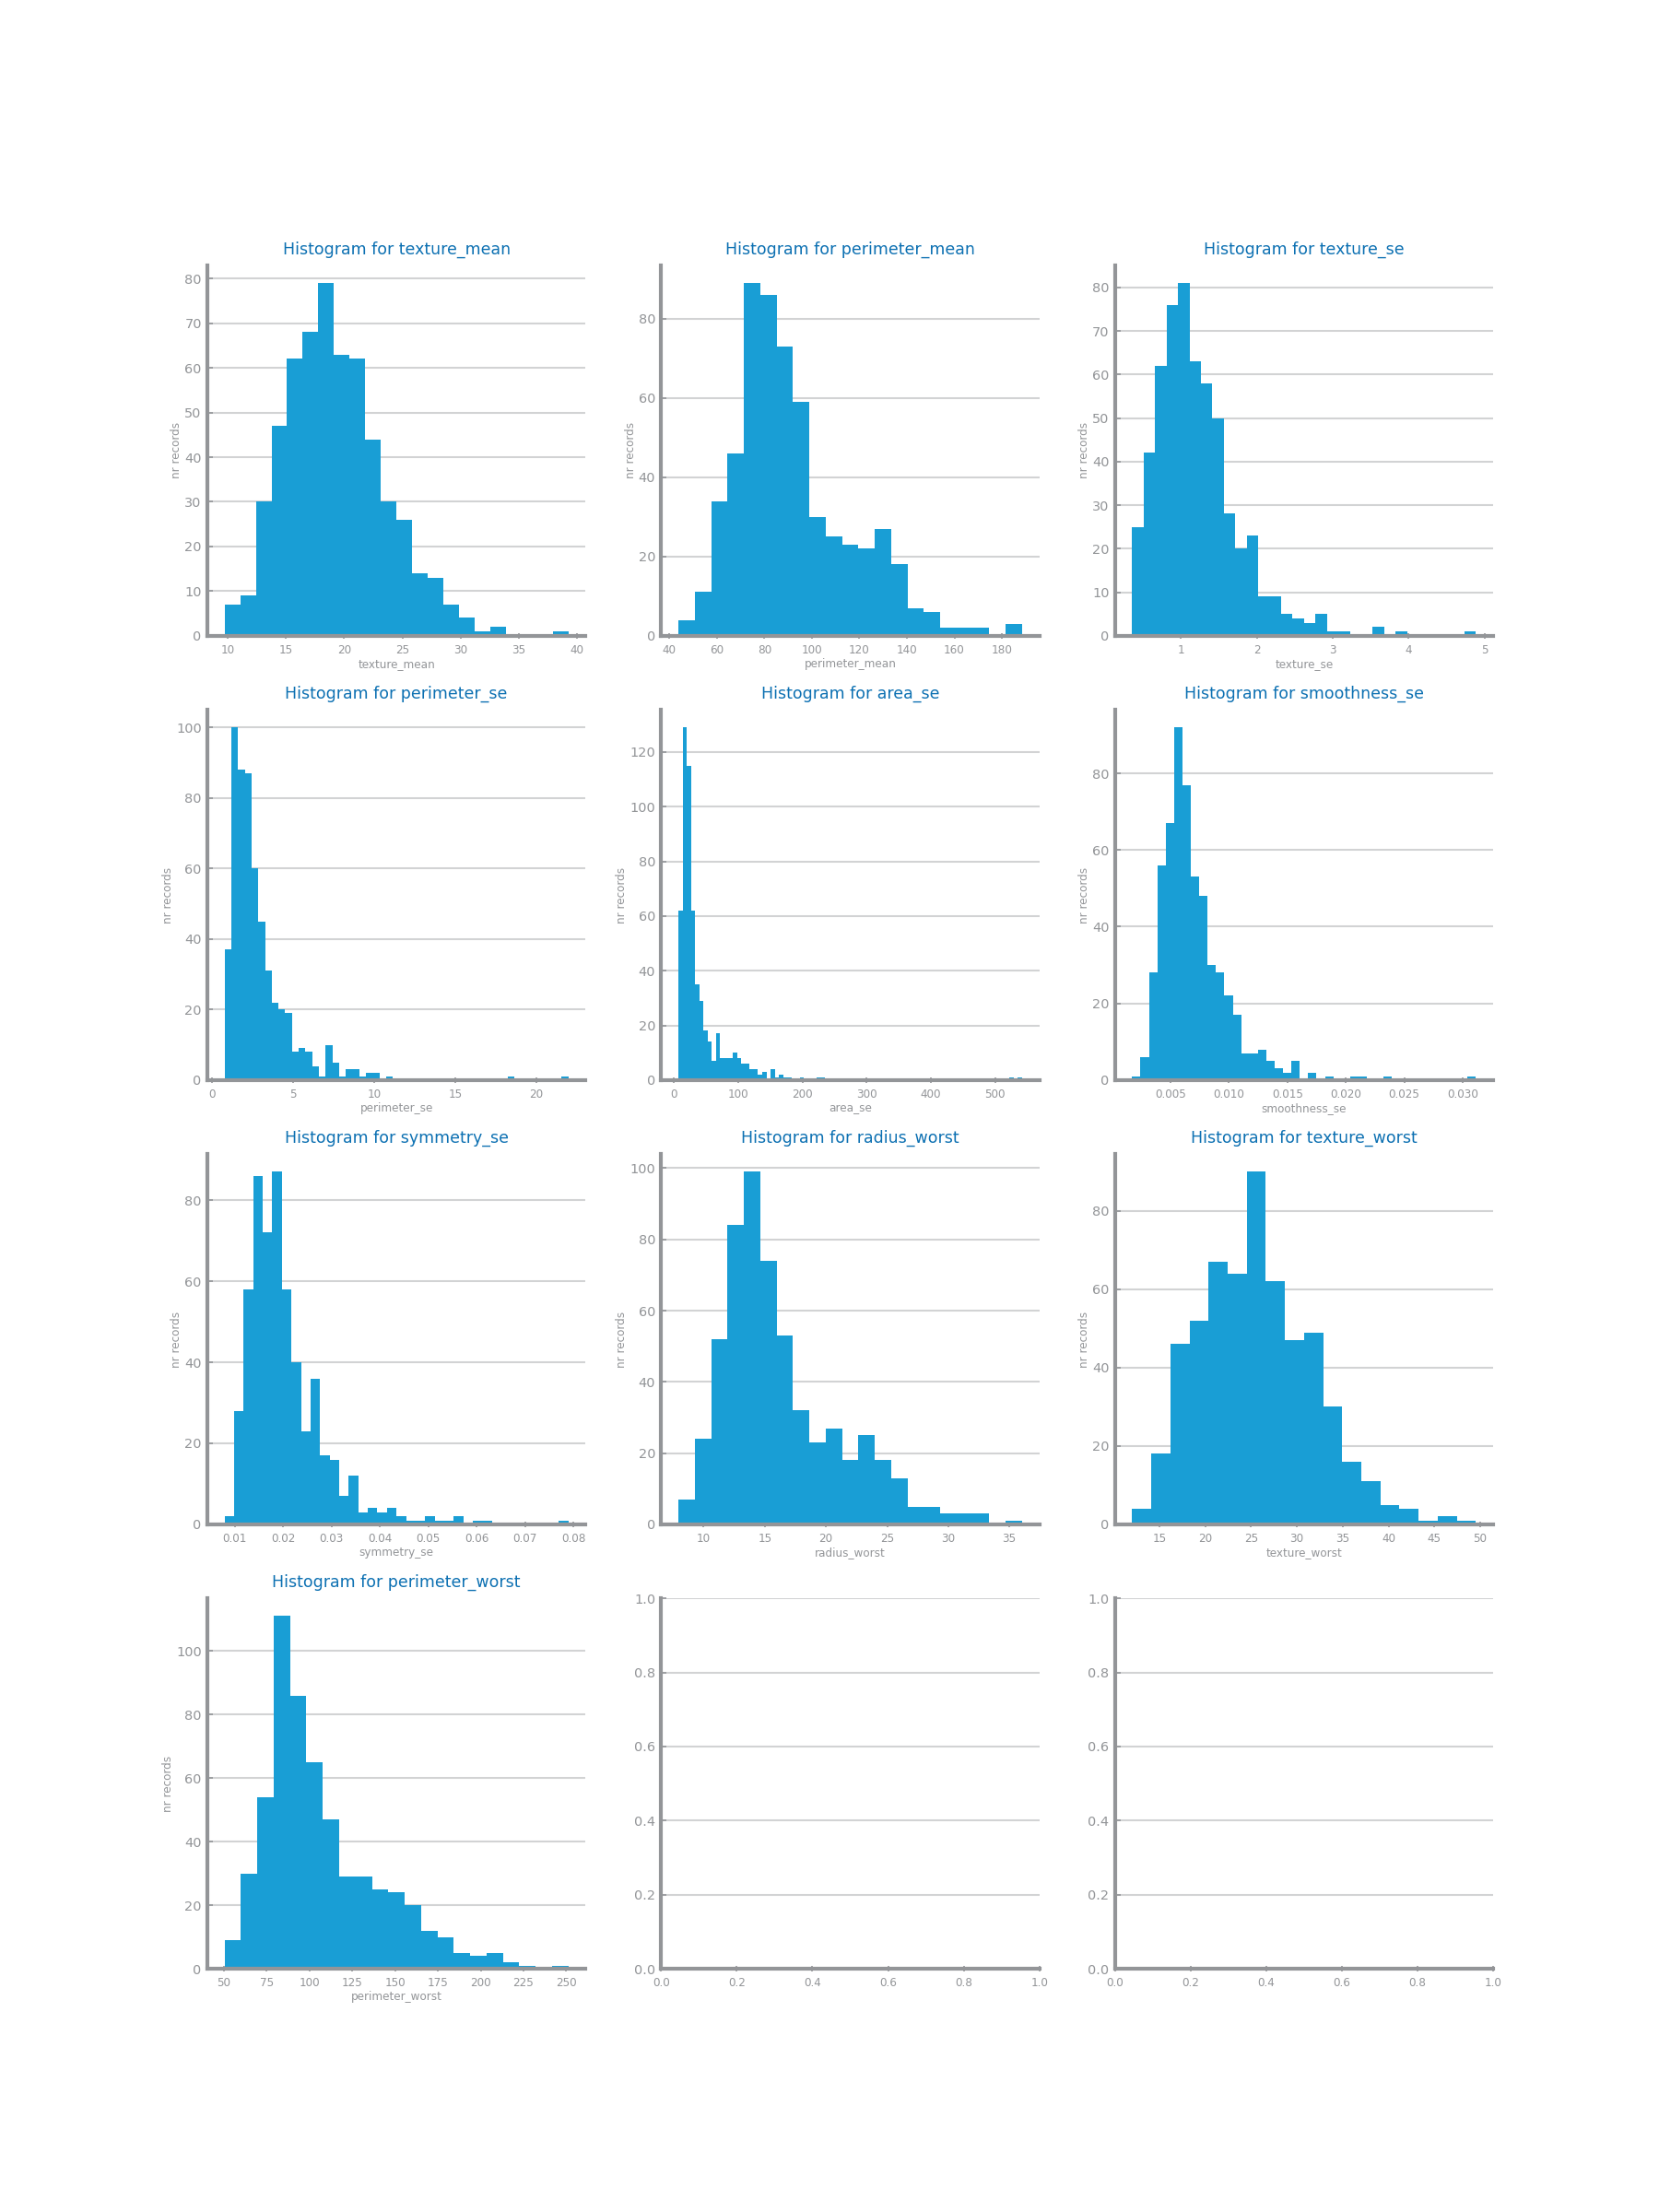 Histogram for texture_mean
80
70
60
50
40
30
20
10
0
nr records
10 15 20 25 30 35 40
texture_mean
Histogram for perimeter_mean
80
60
40
20
0
nr records
40 60 80 100 120 140 160 180
perimeter_mean
Histogram for texture_se
80
70
60
50
40
30
20
10
0
nr records
1 2 3 4 5
texture_se
Histogram for perimeter_se
100
80
60
40
20
0
nr records
0 5 10 15 20
perimeter_se
Histogram for area_se
120
100
80
60
40
20
0
nr records
0 100 200 300 400 500
area_se
Histogram for smoothness_se
80
60
40
20
0
nr records
0.005 0.010 0.015 0.020 0.025 0.030
smoothness_se
Histogram for symmetry_se
80
60
40
20
0
nr records
0.01 0.02 0.03 0.04 0.05 0.06 0.07 0.08
symmetry_se
Histogram for radius_worst
100
80
60
40
20
0
nr records
10 15 20 25 30 35
radius_worst
Histogram for texture_worst
80
60
40
20
0
nr records
15 20 25 30 35 40 45 50
texture_worst
Histogram for perimeter_worst
100
80
60
40
20
0
nr records
50 75 100 125 150 175 200 225 250
perimeter_worst
1.0
0.8
0.6
0.4
0.2
0.0
0.0 0.2 0.4 0.6 0.8 1.0
1.0
0.8
0.6
0.4
0.2
0.0
0.0 0.2 0.4 0.6 0.8 1.0